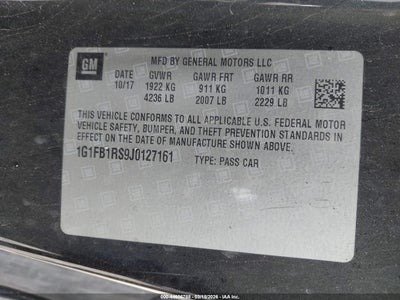 GM
MFD BY GENERAL MOTORS LLC
DATE GVWR GAWR FRT GAWR RR
10/17 1922 KG 911 KG 1011 KG
4236 LB 2007 LB 2229 LB
THIS VEHICLE CONFORMS TO ALL APPLICABLE U.S. FEDERAL MOTOR
VEHICLE SAFETY, BUMPER, AND THEFT PREVENTION STANDARDS IN
EFFECT ON THE DATE OF MANUFACTURE SHOWN ABOVE.
1G1FB1RS9J0127161 TYPE: PASS CAR